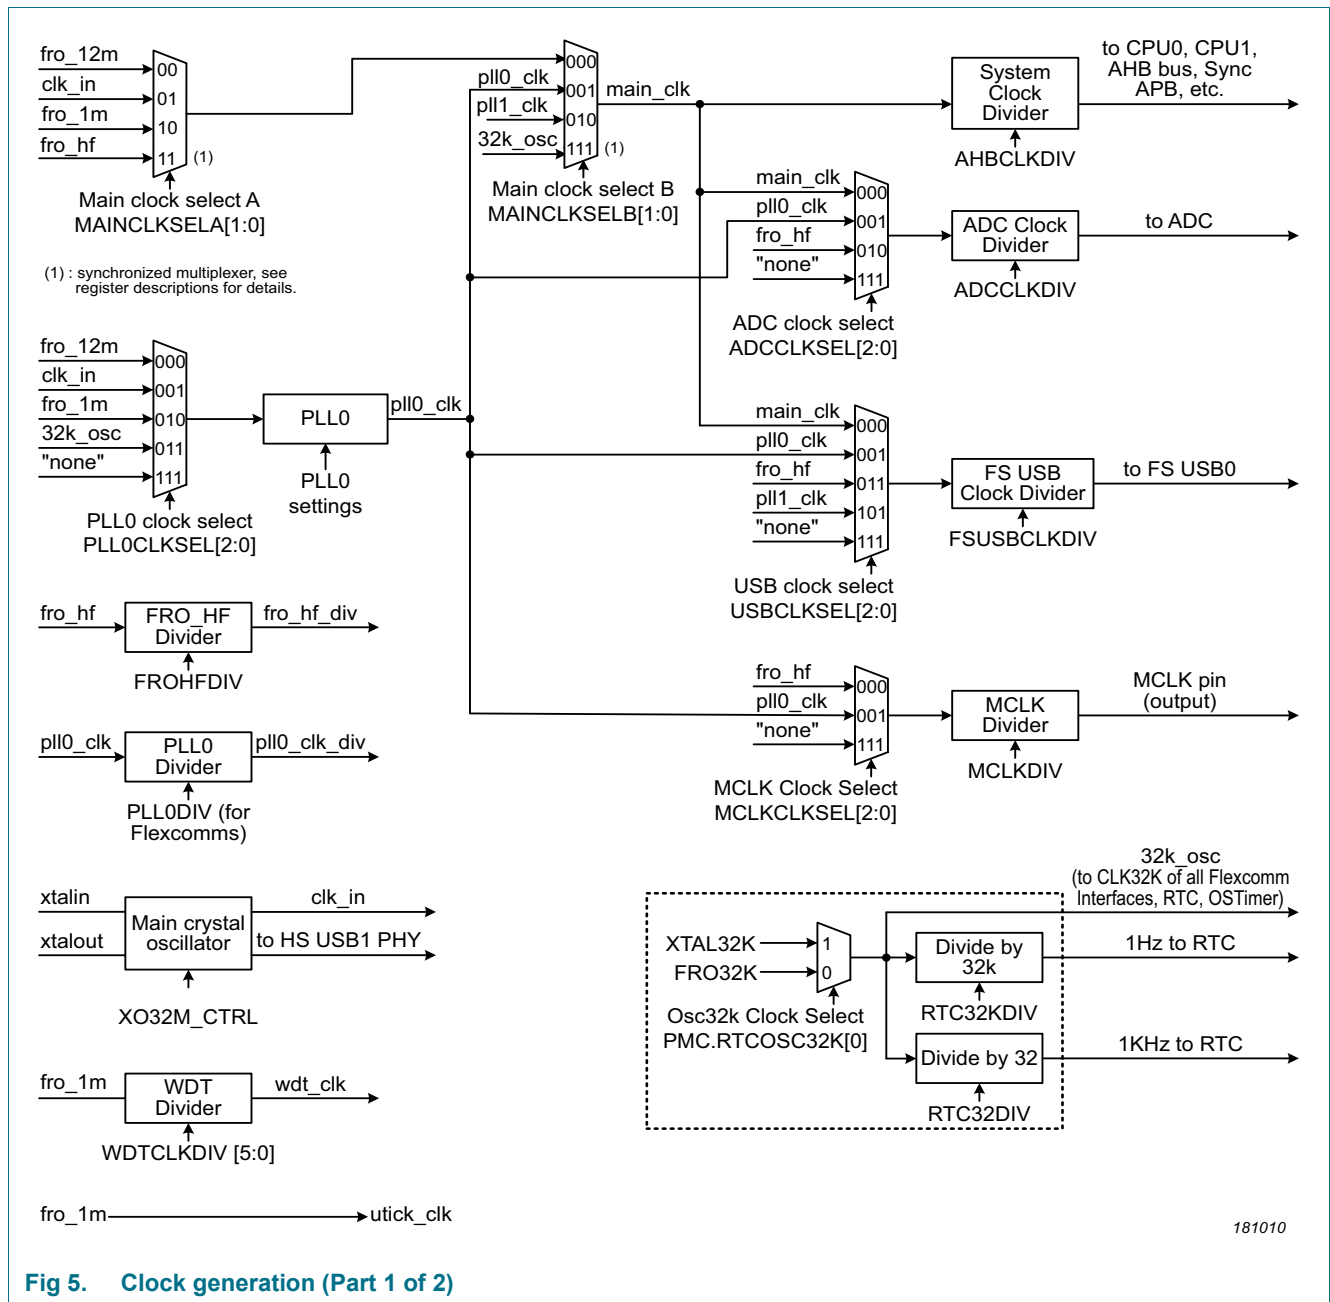 fro_12m
clk_in
fro_1m
fro_hf
00
01
10
11
(1)
Main clock select A
MAINCLKSELA[1:0]
(1) : synchronized multiplexer, see
register descriptions for details.
pll0_clk
pll1_clk
32k_osc
000
001
010
111
(1)
main_clk
Main clock select B
MAINCLKSELB[1:0]
System
Clock
Divider
AHBCLKDIV
to CPU0, CPU1,
AHB bus, Sync
APB, etc.
main_clk
pll0_clk
fro_hf
"none"
000
001
010
111
ADC clock select
ADCCLKSEL[2:0]
ADC Clock
Divider
ADCCLKDIV
to ADC
fro_12m
clk_in
fro_1m
32k_osc
"none"
000
001
010
011
111
PLL0 clock select
PLL0CLKSEL[2:0]
PLL0
PLL0
settings
pll0_clk
main_clk
pll0_clk
fro_hf
pll1_clk
"none"
000
001
011
101
111
USB clock select
USBCLKSEL[2:0]
FS USB
Clock Divider
FSUSBCLKDIV
to FS USB0
fro_hf
FRO_HF
Divider
fro_hf_div
FROHFDIV
fro_hf
pll0_clk
"none"
000
001
111
MCLK Clock Select
MCLKCLKSEL[2:0]
MCLK
Divider
MCLKDIV
MCLK pin
(output)
pll0_clk
PLL0
Divider
pll0_clk_div
PLL0DIV (for
Flexcomms)
xtalin
xtalout
Main crystal
oscillator
clk_in
to HS USB1 PHY
XO32M_CTRL
XTAL32K
FRO32K
1
0
Osc32k Clock Select
PMC.RTCOSC32K[0]
32k_osc
(to CLK32K of all Flexcomm
Interfaces, RTC, OSTimer)
Divide by
32k
RTC32KDIV
1Hz to RTC
Divide by 32
RTC32DIV
1KHz to RTC
fro_1m
WDT
Divider
wdt_clk
WDTCLKDIV [5:0]
fro_1m
utick_clk
181010
Fig 5. Clock generation (Part 1 of 2)